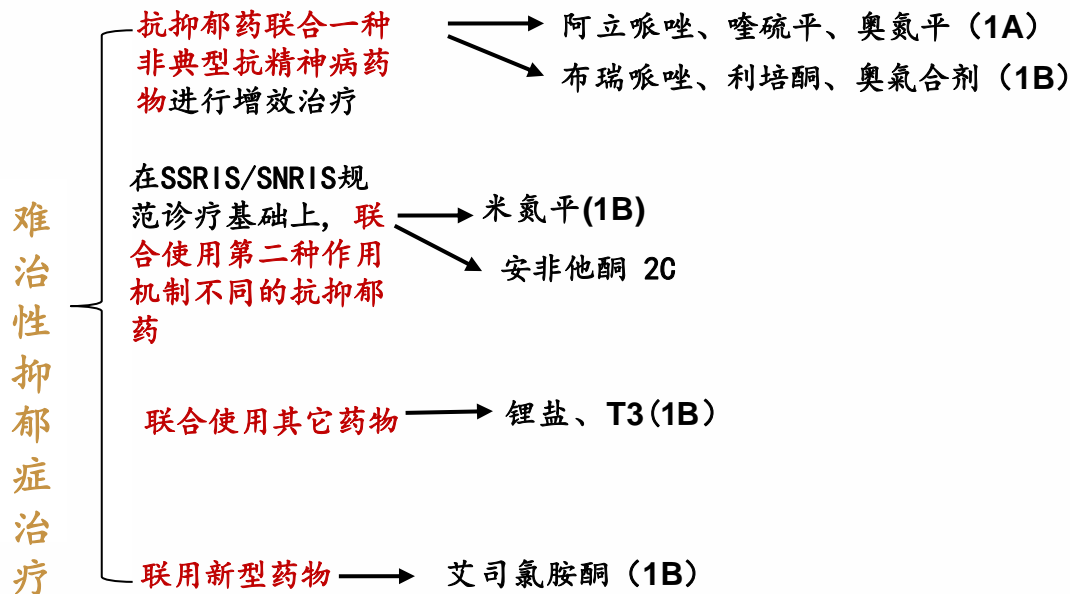 难治性抑郁症治疗
抗抑郁药联合一种
非典型抗精神病药
物进行增效治疗
阿立哌唑、喹硫平、奥氮平（1A）
布瑞哌唑、利培酮、奥氟合剂（1B）
在SSRIS/SNRIS规
范诊疗基础上，联
合使用第二种作用
机制不同的抗抑郁
药
米氮平(1B)
安非他酮 2C
联合使用其它药物
锂盐、T3(1B）
联用新型药物
艾司氯胺酮（1B）